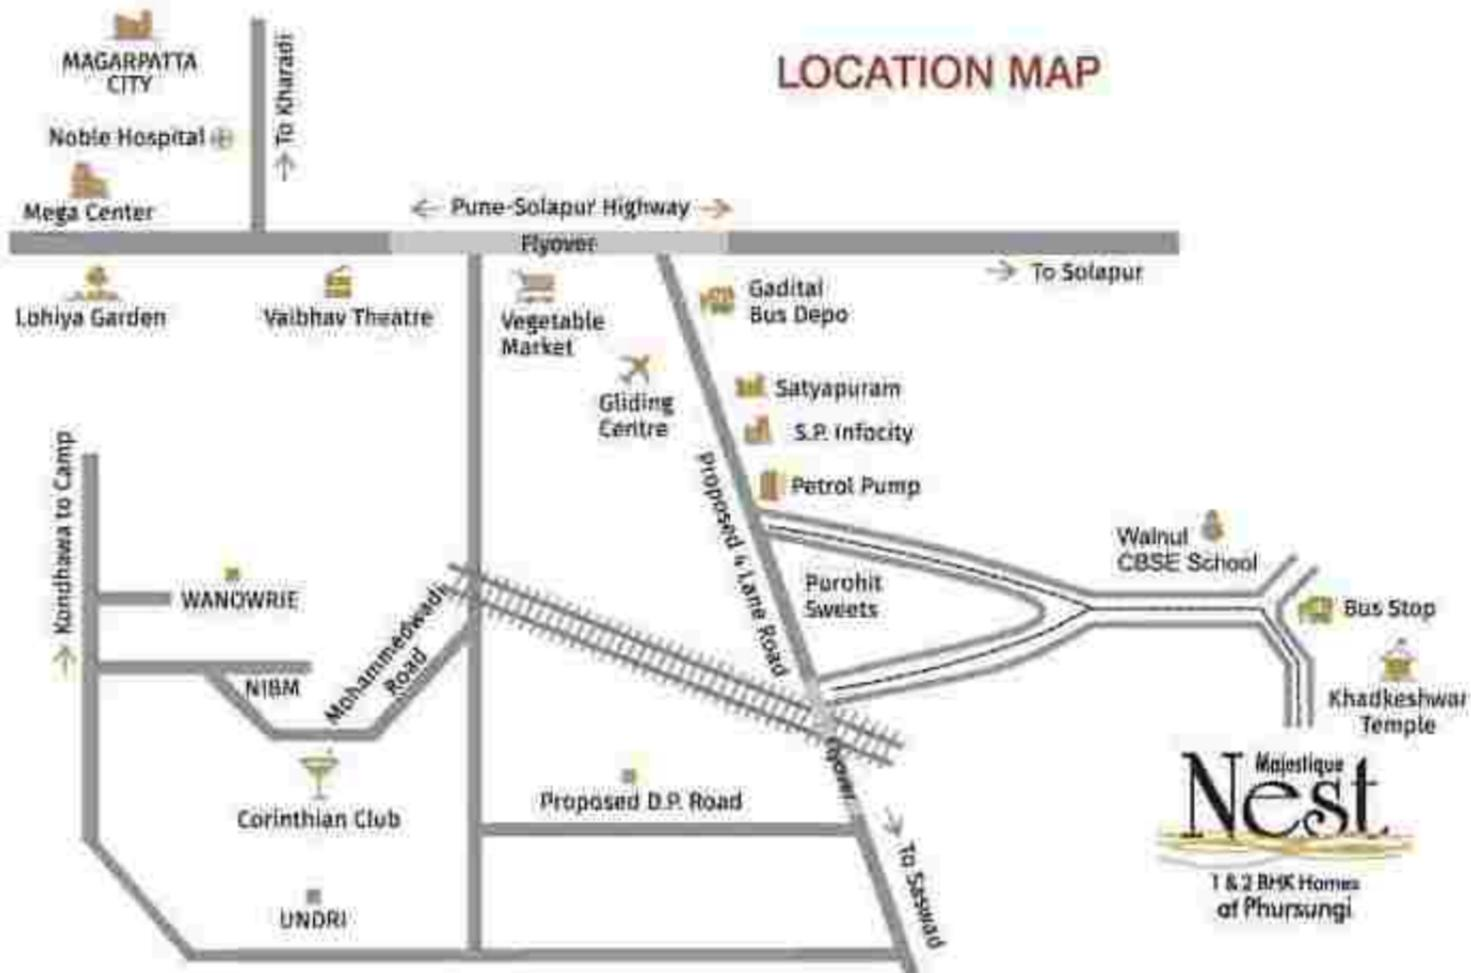 LOCATION MAP
MAGARPATTA
CITY
To Kharadi
Noble Hospital
Mega Center
Pune-Solapur Highway
Flyover
To Solapur
Lohiya Garden
Vaibhav Theatre
Vegetable
Market
Gadital
Bus Depo
Gliding
Centre
Satyapuram
S.P. Infocity
Petrol Pump
Proposed 4 Lane Road
Kondhawa to Camp
WANOWRIE
NIBM
Mohammedwadi
Road
Purohit
Sweets
Walnul
CBSE School
Bus Stop
Khadkeshwar
Temple
Corinthian Club
Proposed D.P. Road
Flyover
To Saswad
UNDRI
Majestique
Nest
1 & 2 BHK Homes
at Phursungi